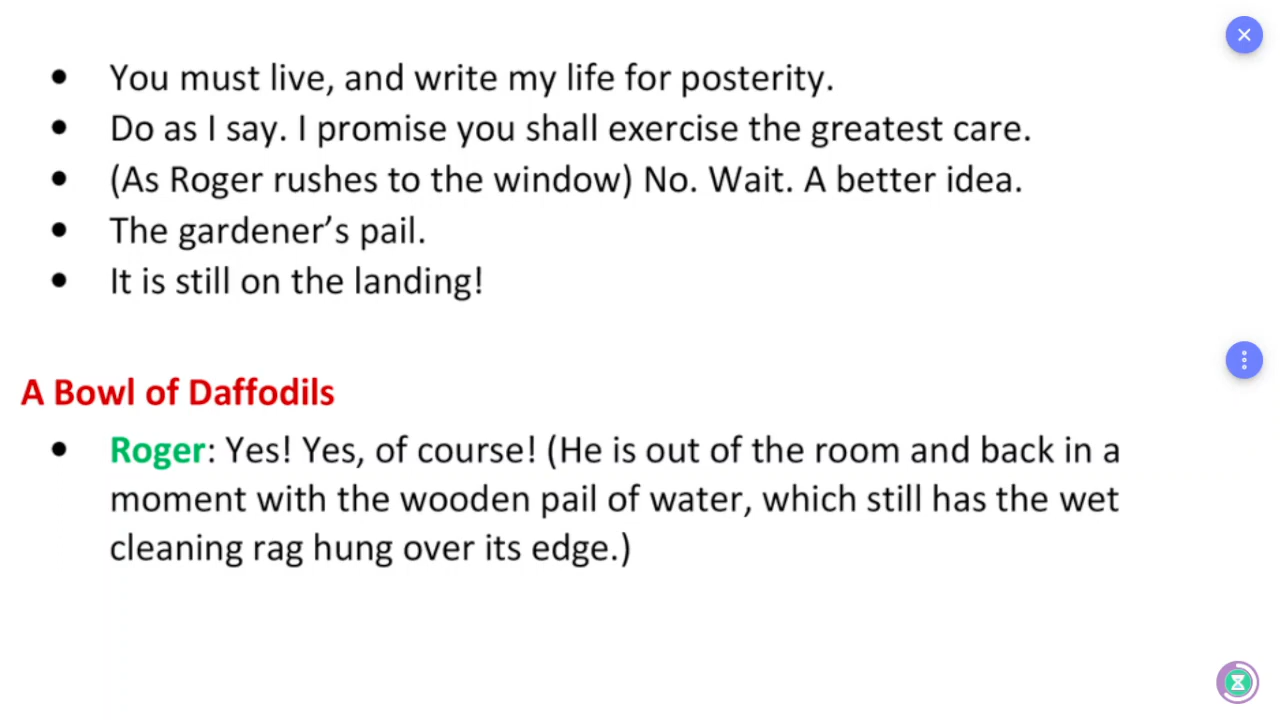 • You must live, and write my life for posterity.
• Do as I say. I promise you shall exercise the greatest care.
• (As Roger rushes to the window) No. Wait. A better idea.
• The gardener’s pail.
• It is still on the landing!
A Bowl of Daffodils
• Roger: Yes! Yes, of course! (He is out of the room and back in a
moment with the wooden pail of water, which still has the wet
cleaning rag hung over its edge.)